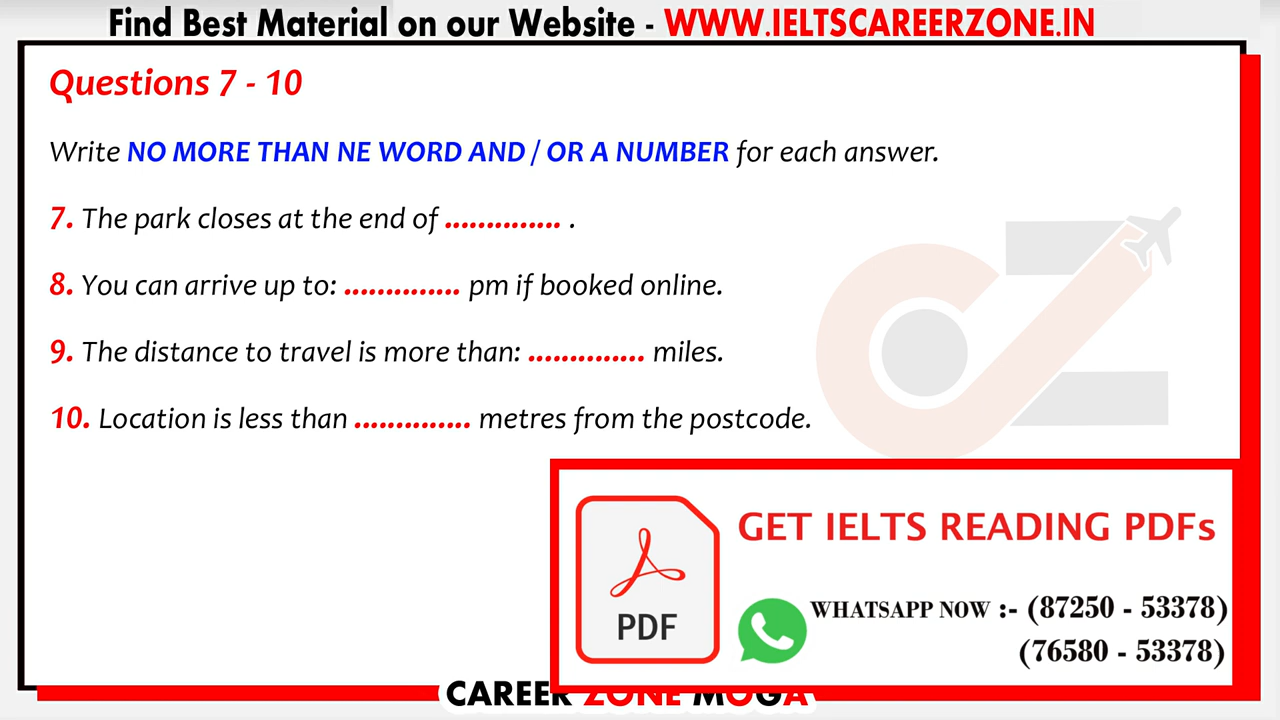 Find Best Material on our Website - WWW.IELTSCAREERZONE.IN
Questions 7 - 10
Write NO MORE THAN NE WORD AND / OR A NUMBER for each answer.
7. The park closes at the end of .............. .
8. You can arrive up to: .............. pm if booked online.
9. The distance to travel is more than: .............. miles.
10. Location is less than .............. metres from the postcode.
GET IELTS READING PDFs
PDF
WHATSAPP NOW :- (87250 - 53378)
(76580 - 53378)
CAREER ZONE MOGA